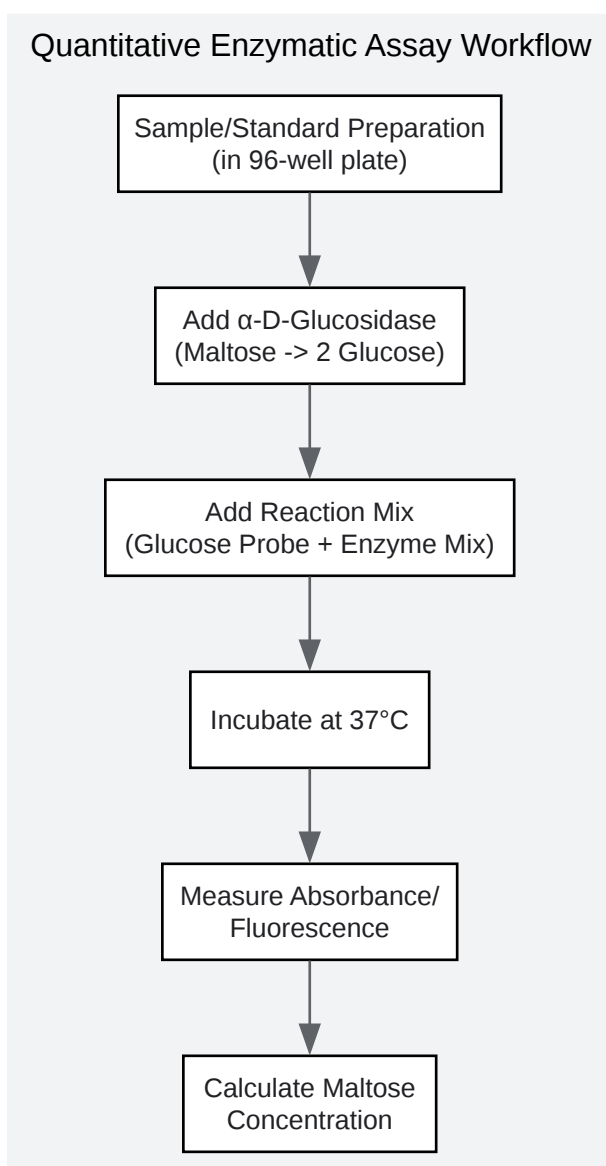 Quantitative Enzymatic Assay Workflow
Sample/Standard Preparation
(in 96-well plate)
Add α-D-Glucosidase
(Maltose -> 2 Glucose)
Add Reaction Mix
(Glucose Probe + Enzyme Mix)
Incubate at 37°C
Measure Absorbance/
Fluorescence
Calculate Maltose
Concentration